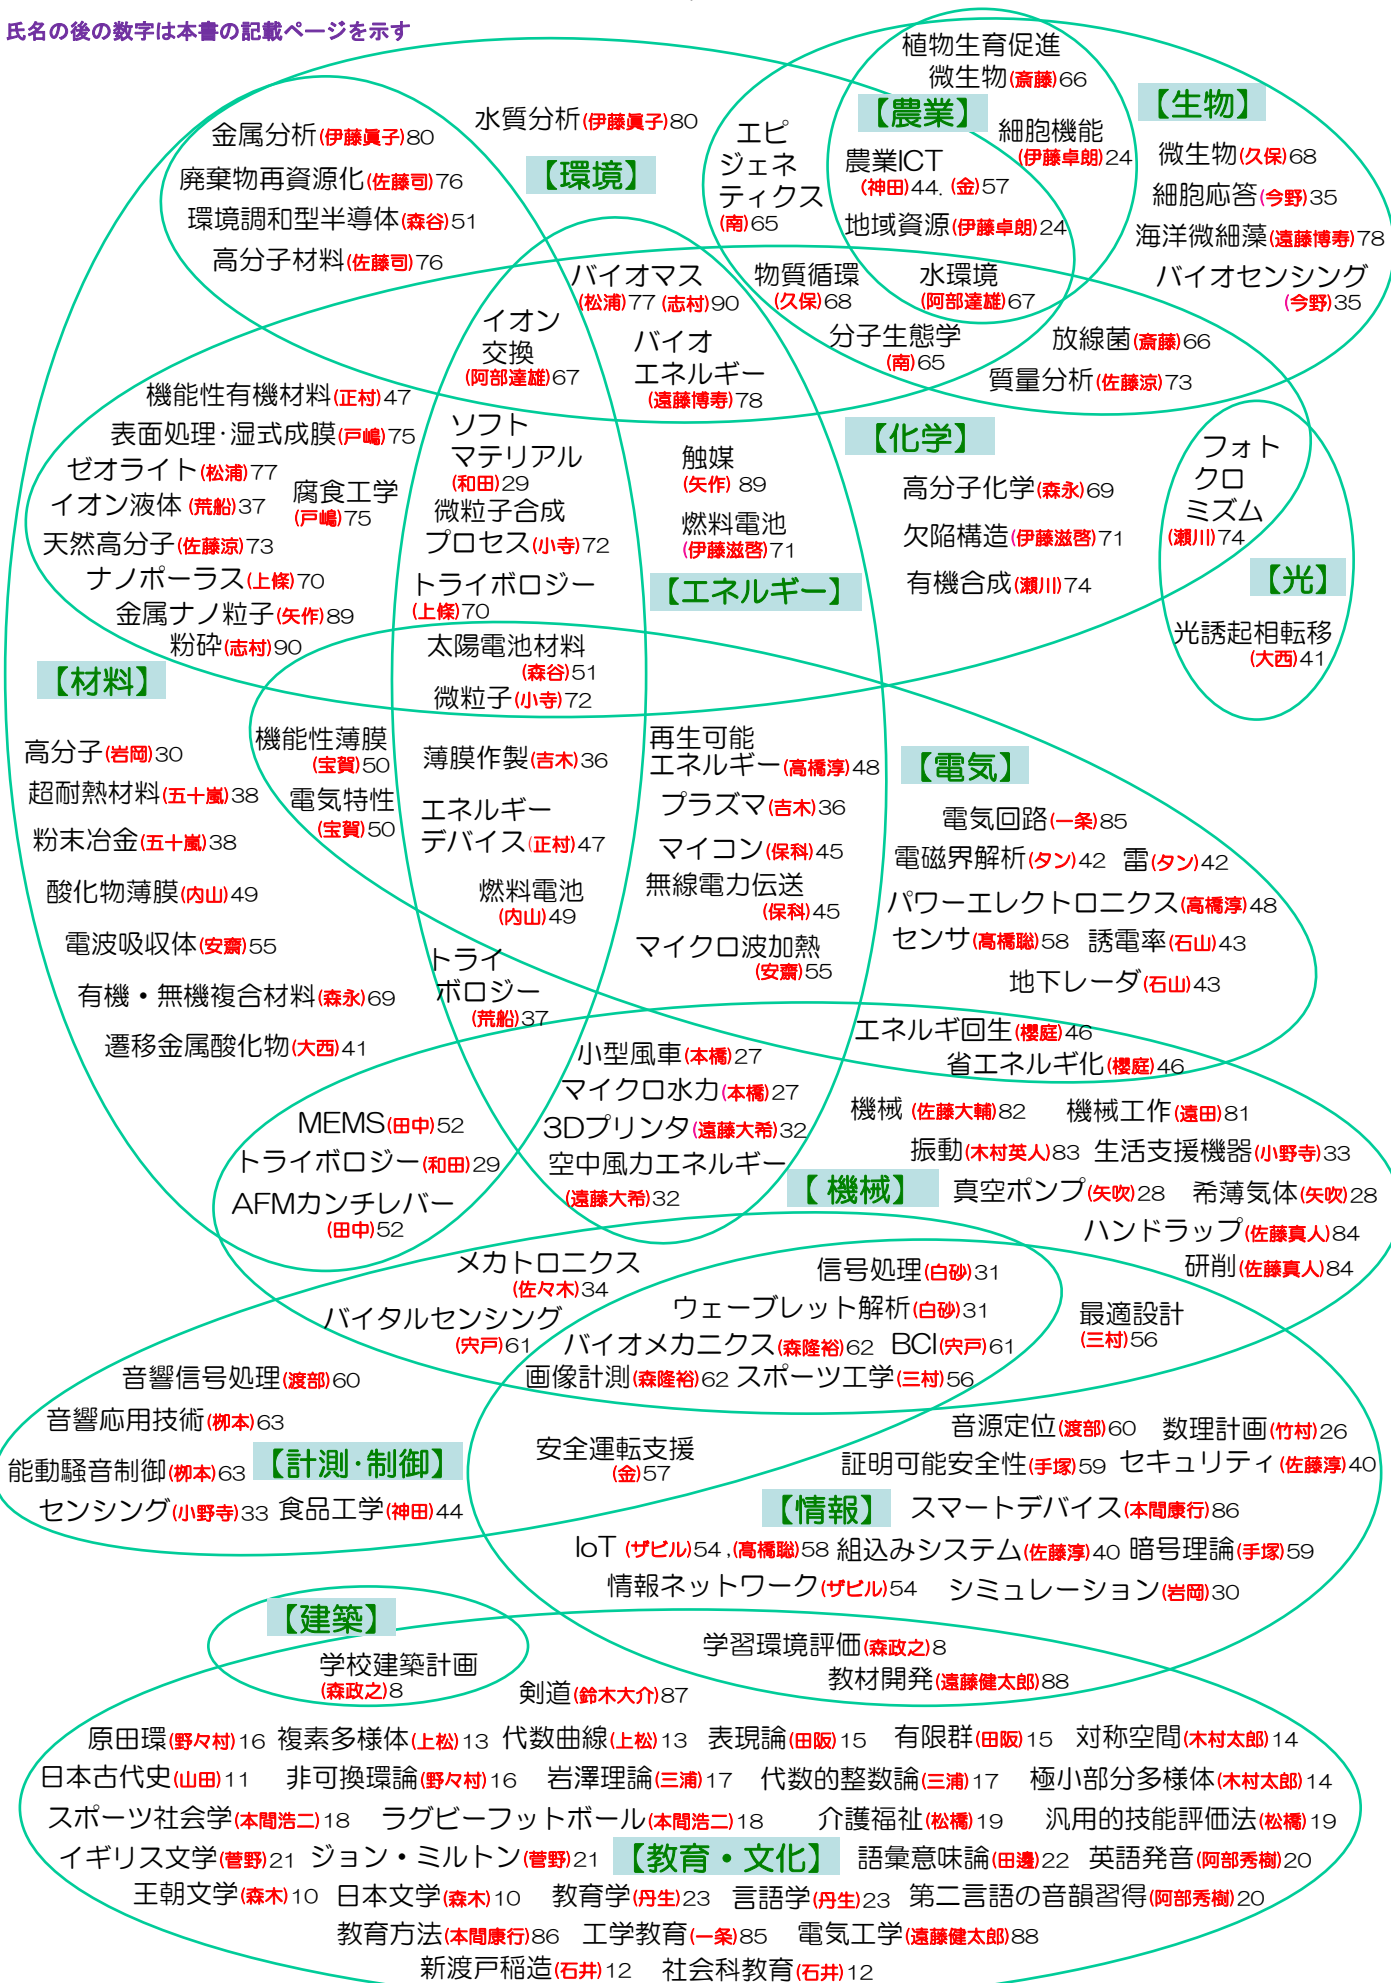 氏名の後の数字は本書の記載ページを示す
植物生育促進
微生物(斎藤)66
【農業】
【生物】
金属分析(伊藤眞子)80
水質分析(伊藤眞子)80
エピ
ジェネ
ティクス
(南)65
農業ICT
(神田)44. (金)57
細胞機能
(伊藤卓朗)24
微生物(久保)68
廃棄物再資源化(佐藤司)76
【環境】
細胞応答(今野)35
環境調和型半導体(森谷)51
地域資源(伊藤卓朗)24
海洋微細藻(遠藤博寿)78
高分子材料(佐藤司)76
バイオマス
(松浦)77 (志村)90
物質循環
(久保)68
水環境
(阿部達雄)67
バイオセンシング
(今野)35
イオン
交換
(阿部達雄)67
バイオ
エネルギー
(遠藤博寿)78
分子生態学
(南)65
放線菌(斎藤)66
質量分析(佐藤涼)73
機能性有機材料(正村)47
表面処理・湿式成膜(戸嶋)75
ゼオライト(松浦)77
イオン液体 (荒船)37
腐食工学
(戸嶋)75
天然高分子(佐藤涼)73
ナノポーラス(上條)70
金属ナノ粒子(矢作)89
粉砕(志村)90
ソフト
マテリアル
(和田)29
微粒子合成
プロセス(小寺)72
トライボロジー
(上條)70
触媒
(矢作) 89
燃料電池
(伊藤滋啓)71
【エネルギー】
【化学】
高分子化学(森永)69
欠陥構造(伊藤滋啓)71
有機合成(瀬川)74
フォト
クロ
ミズム
(瀬川)74
【光】
光誘起相転移
(大西)41
【材料】
太陽電池材料
(森谷)51
微粒子(小寺)72
高分子(岩岡)30
超耐熱材料(五十嵐)38
粉末冶金(五十嵐)38
酸化物薄膜(内山)49
電波吸収体(安齋)55
有機・無機複合材料(森永)69
遷移金属酸化物(大西)41
機能性薄膜
(宝賀)50
電気特性
(宝賀)50
薄膜作製(吉木)36
エネルギー
デバイス(正村)47
燃料電池
(内山)49
トライ
ボロジー
(荒船)37
再生可能
エネルギー(高橋淳)48
プラズマ(吉木)36
マイコン(保科)45
無線電力伝送
(保科)45
マイクロ波加熱
(安齋)55
【電気】
電気回路(一条)85
電磁界解析(タン)42 雷(タン)42
パワーエレクトロニクス(高橋淳)48
センサ(高橋聡)58 誘電率(石山)43
地下レーダ(石山)43
エネルギ回生(櫻庭)46
省エネルギ化(櫻庭)46
小型風車(本橋)27
マイクロ水力(本橋)27
3Dプリンタ(遠藤大希)32
空中風力エネルギー
(遠藤大希)32
MEMS(田中)52
トライボロジー(和田)29
AFMカンチレバー
(田中)52
機械 (佐藤大輔)82 機械工作(遠田)81
振動(木村英人)83 生活支援機器(小野寺)33
【 機械】 真空ポンプ(矢吹)28 希薄気体(矢吹)28
ハンドラップ(佐藤真人)84
研削(佐藤真人)84
メカトロニクス
(佐々木)34
バイタルセンシング
(宍戸)61
信号処理(白砂)31
ウェーブレット解析(白砂)31
バイオメカニクス(森隆裕)62 BCI(宍戸)61
画像計測(森隆裕)62 スポーツ工学(三村)56
最適設計
(三村)56
音響信号処理(渡部)60
音響応用技術(栁本)63
能動騒音制御(栁本)63 【計測・制御】
センシング(小野寺)33 食品工学(神田)44
安全運転支援
(金)57
音源定位(渡部)60 数理計画(竹村)26
証明可能安全性(手塚)59 セキュリティ(佐藤淳)40
【情報】 スマートデバイス(本間康行)86
IoT (ザビル)54 ,(高橋聡)58 組込みシステム(佐藤淳)40 暗号理論(手塚)59
情報ネットワーク(ザビル)54 シミュレーション(岩岡)30
【建築】
学校建築計画
(森政之)8
学習環境評価(森政之)8
教材開発(遠藤健太郎)88
剣道(鈴木大介)87
原田環(野々村)16 複素多様体(上松)13 代数曲線(上松)13 表現論(田阪)15 有限群(田阪)15 対称空間(木村太郎)14
日本古代史(山田)11 非可換環論(野々村)16 岩澤理論(三浦)17 代数的整数論(三浦)17 極小部分多様体(木村太郎)14
スポーツ社会学(本間浩二)18 ラグビーフットボール(本間浩二)18 介護福祉(松橋)19 汎用的技能評価法(松橋)19
イギリス文学(菅野)21 ジョン・ミルトン(菅野)21 【教育・文化】 語彙意味論(田邊)22 英語発音(阿部秀樹)20
王朝文学(森木)10 日本文学(森木)10 教育学(丹生)23 言語学(丹生)23 第二言語の音韻習得(阿部秀樹)20
教育方法(本間康行)86 工学教育(一条)85 電気工学(遠藤健太郎)88
新渡戸稲造(石井)12 社会科教育(石井)12